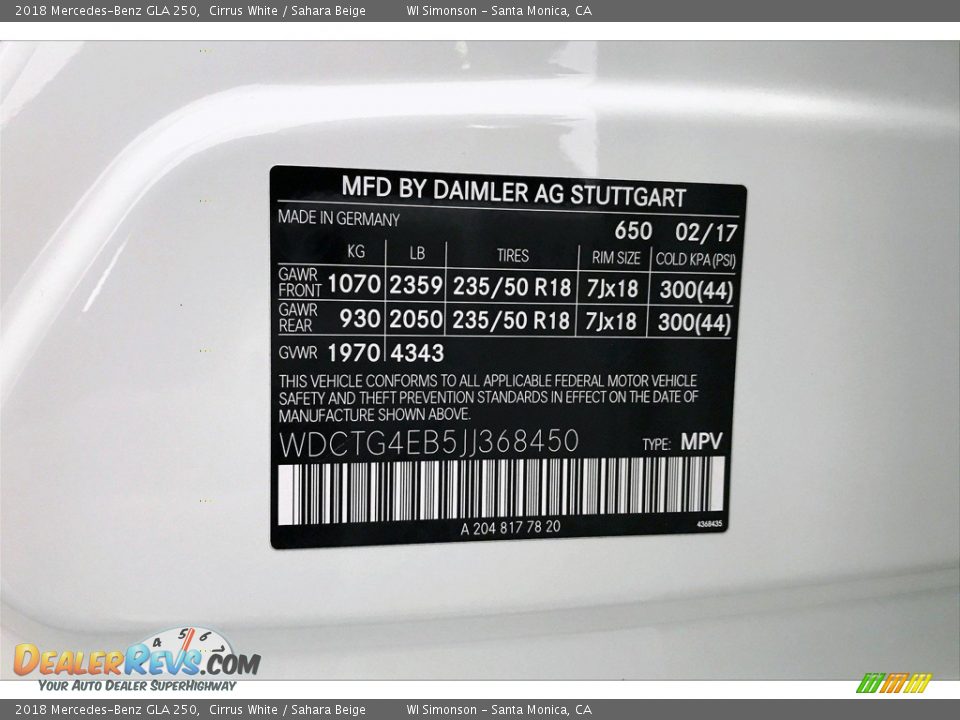 2018 Mercedes-Benz GLA 250, Cirrus White / Sahara Beige WI Simonson - Santa Monica, CA
MFD BY DAIMLER AG STUTTGART
MADE IN GERMANY 650 02/17
KG LB TIRES RIM SIZE COLD KPA (PSI)
GAWR FRONT 1070 2359 235/50 R18 7Jx18 300(44)
GAWR REAR 930 2050 235/50 R18 7Jx18 300(44)
GVWR 1970 4343
THIS VEHICLE CONFORMS TO ALL APPLICABLE FEDERAL MOTOR VEHICLE
SAFETY AND THEFT PREVENTION STANDARDS IN EFFECT ON THE DATE OF
MANUFACTURE SHOWN ABOVE.
WDCTG4EB5JJ368450 TYPE: MPV
A 204 817 78 20 4368435
4 5 6
DEALERREVS.COM
YOUR AUTO DEALER SUPERHIGHWAY
2018 Mercedes-Benz GLA 250, Cirrus White / Sahara Beige WI Simonson - Santa Monica, CA